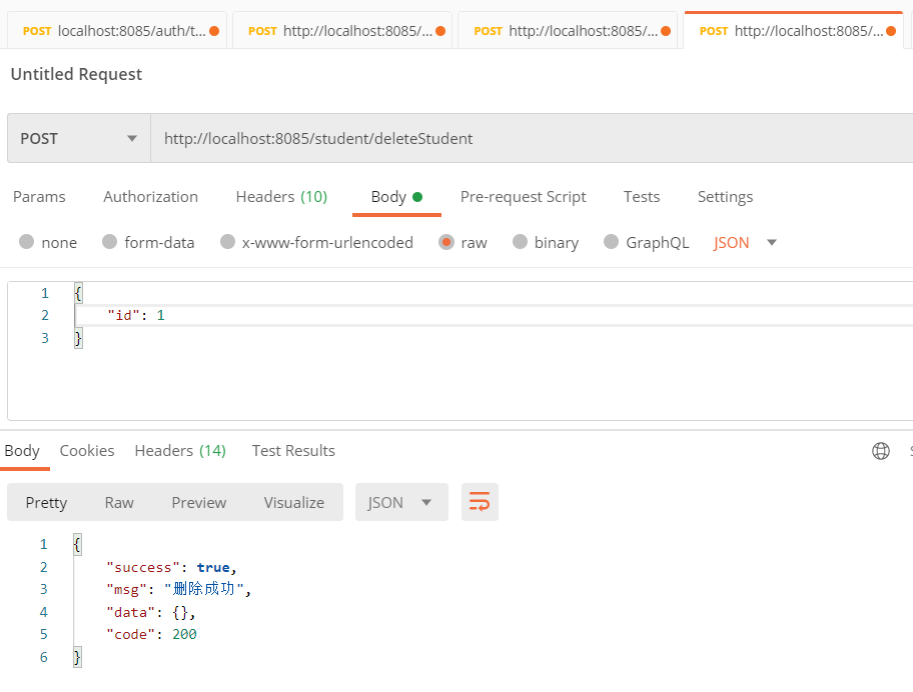 POST localhost:8085/auth/t... POST http://localhost:8085/... POST http://localhost:8085/... POST http://localhost:8085/...
Untitled Request
POST http://localhost:8085/student/deleteStudent
Params Authorization Headers (10) Body Pre-request Script Tests Settings
none form-data x-www-form-urlencoded raw binary GraphQL JSON
1 {
2 "id": 1
3 }
Body Cookies Headers (14) Test Results
Pretty Raw Preview Visualize JSON
1 {
2 "success": true,
3 "msg": "删除成功",
4 "data": {},
5 "code": 200
6 }